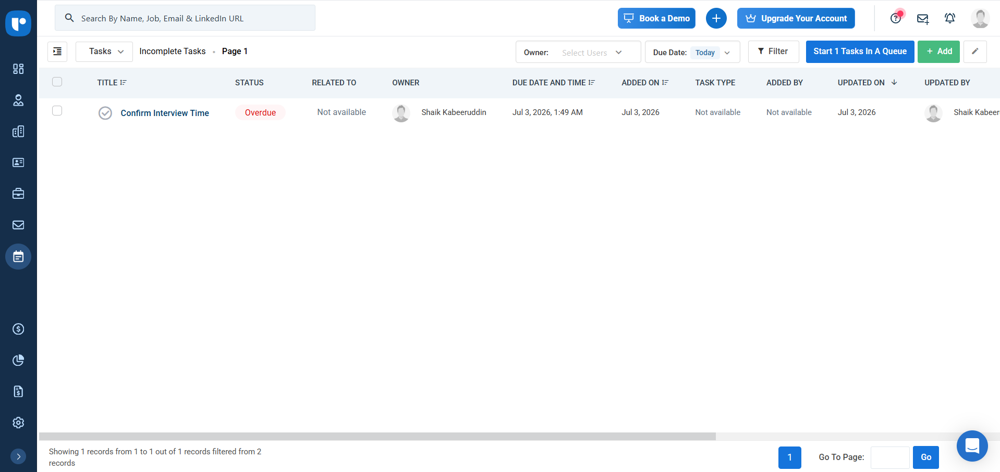 Search By Name, Job, Email & LinkedIn URL
Book a Demo
Upgrade Your Account
Tasks
Incomplete Tasks
Page 1
Owner: Select Users
Due Date: Today
Filter
Start 1 Tasks In A Queue
+ Add
TITLE STATUS RELATED TO OWNER DUE DATE AND TIME ADDED ON TASK TYPE ADDED BY UPDATED ON UPDATED BY
Confirm Interview Time Overdue Not available Shaik Kabeeruddin Jul 3, 2026, 1:49 AM Jul 3, 2026 Not available Not available Jul 3, 2026 Shaik Kabeer
Showing 1 records from 1 to 1 out of 1 records filtered from 2
records
1
Go To Page:
Go